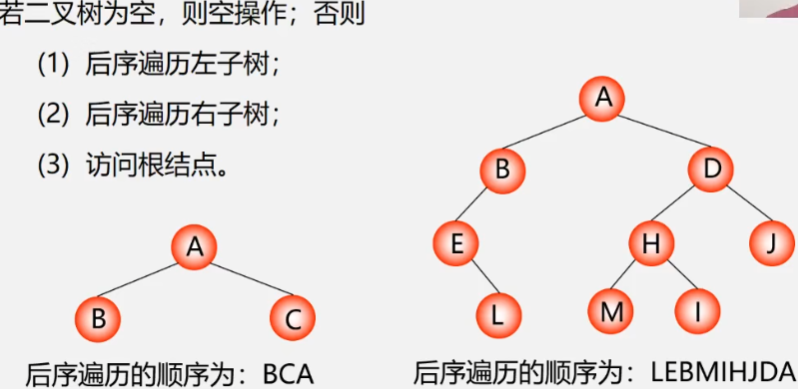 若二叉树为空，则空操作；否则
(1) 后序遍历左子树；
(2) 后序遍历右子树；
(3) 访问根结点。
A
B
C
后序遍历的顺序为：BCA
A
B
D
E
H
J
L
M
I
后序遍历的顺序为：LEBMIHJDA